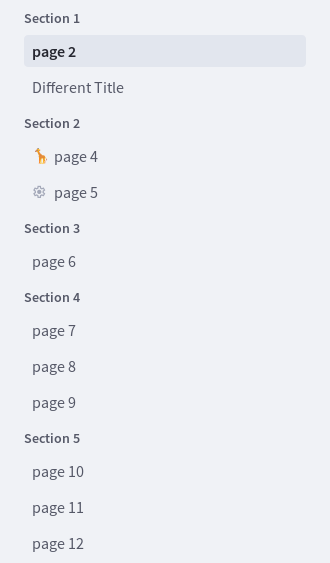 Section 1
page 2
Different Title
Section 2
page 4
page 5
Section 3
page 6
Section 4
page 7
page 8
page 9
Section 5
page 10
page 11
page 12